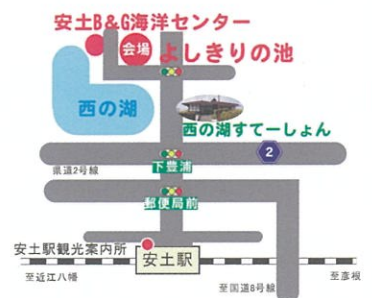 安土B&G海洋センター
会場 よしきりの池
西の湖
西の湖すてーしょん
2
県道2号線
下豊浦
郵便局前
安土駅観光案内所
安土駅
至近江八幡
至国道8号線
至彦根